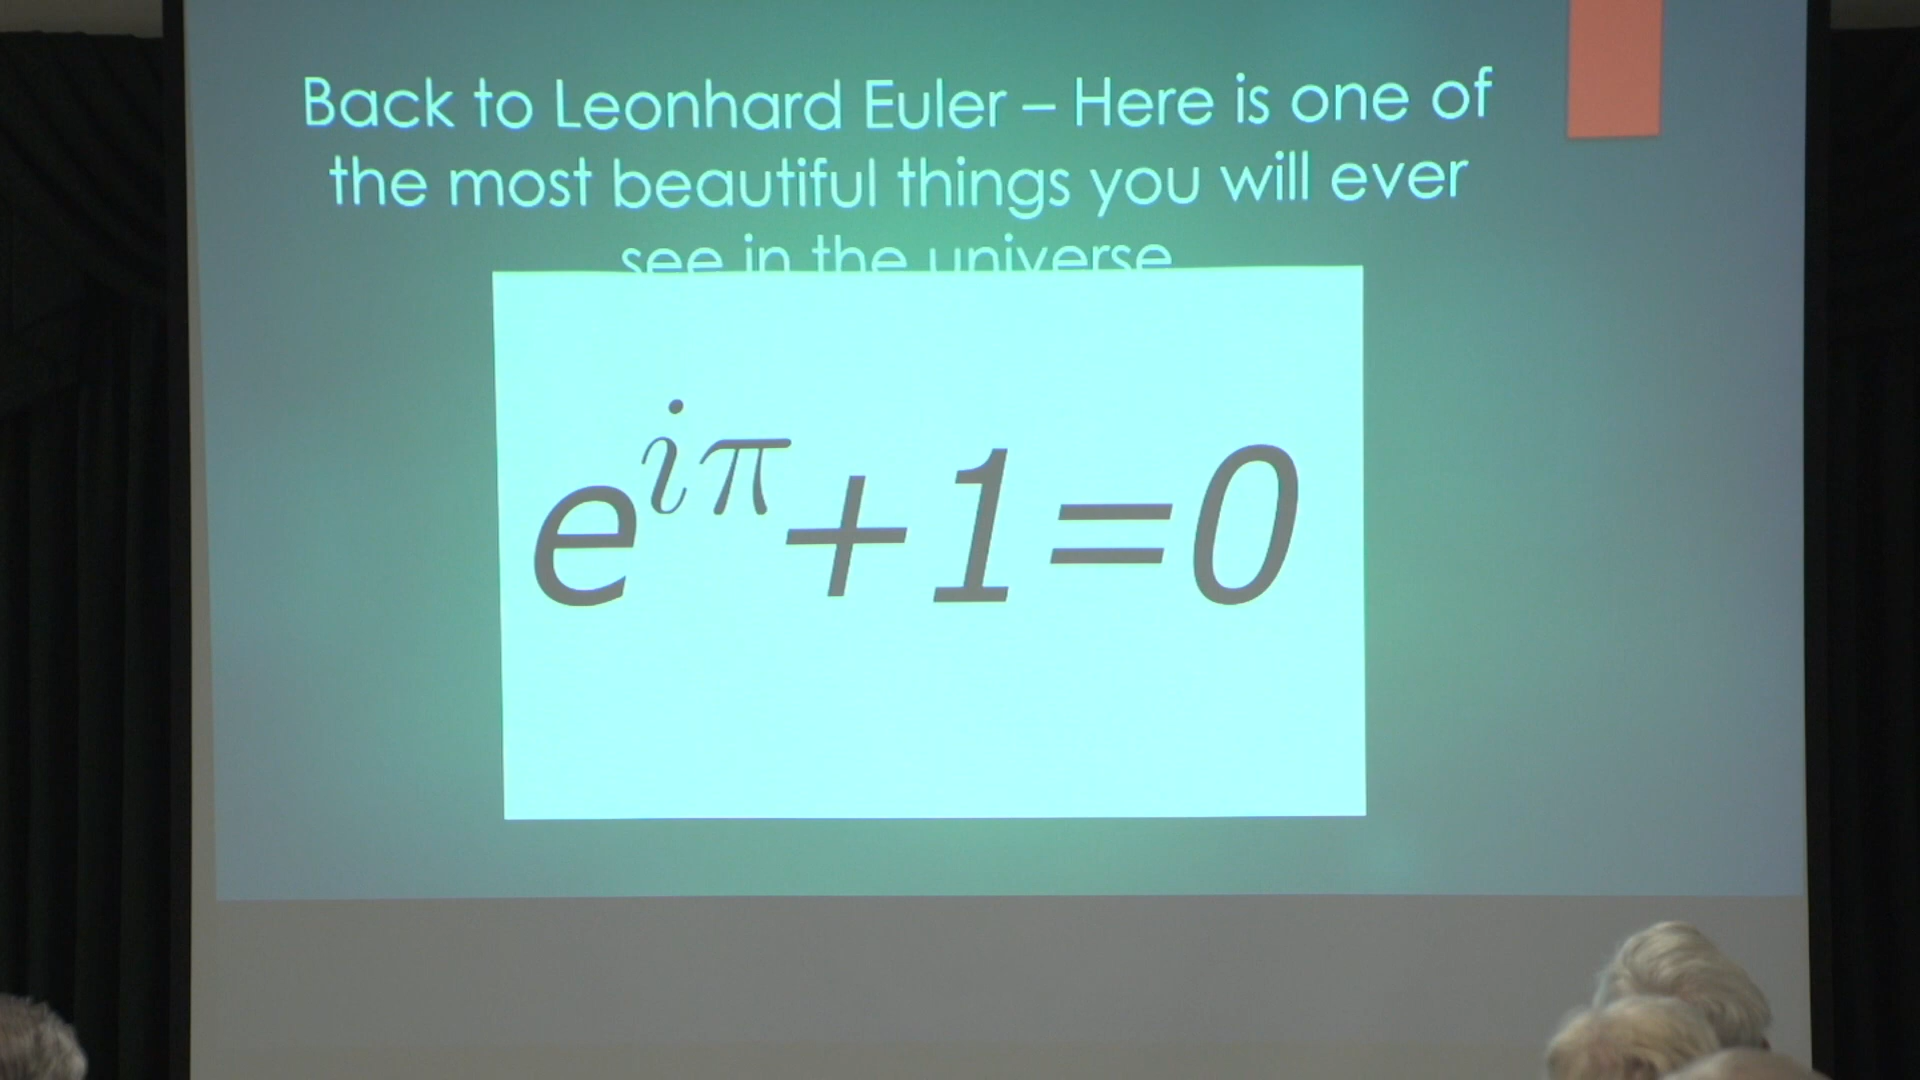 Back to Leonhard Euler – Here is one of
the most beautiful things you will ever
see in the universe
e^{iπ}+1=0